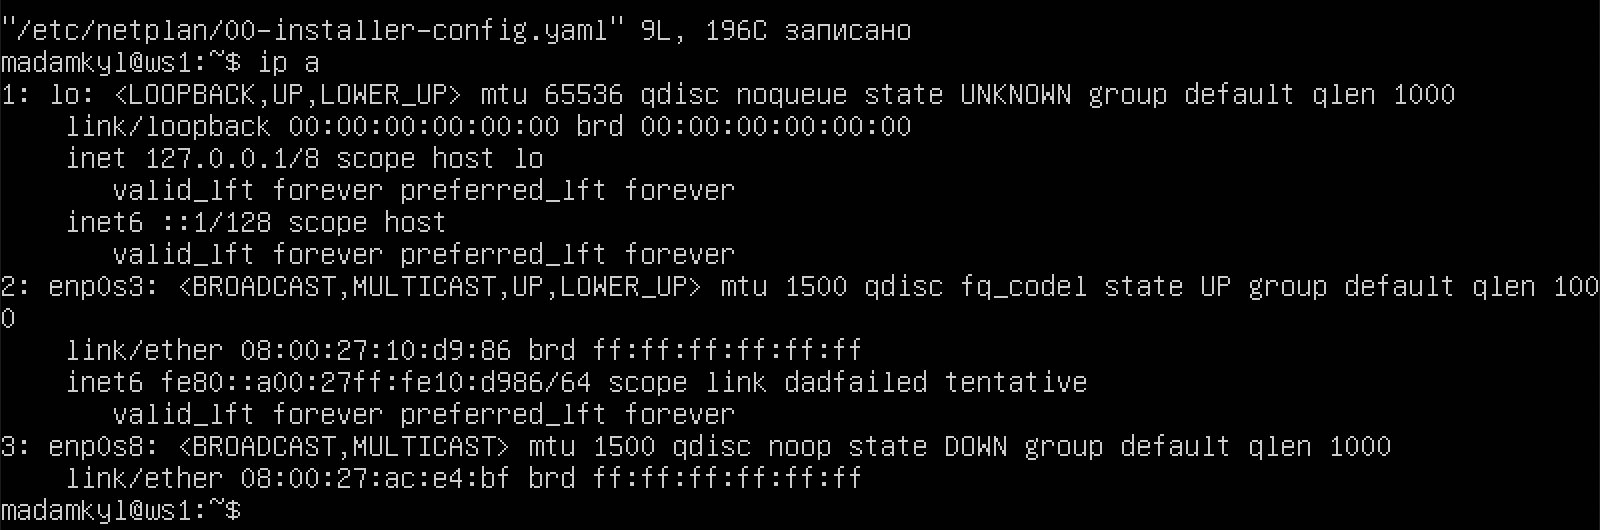 "/etc/netplan/00-installer-config.yaml" 9L, 196C записано
madamkyl@ws1:~$ ip a
1: lo: <LOOPBACK,UP,LOWER_UP> mtu 65536 qdisc noqueue state UNKNOWN group default qlen 1000
    link/loopback 00:00:00:00:00:00 brd 00:00:00:00:00:00
    inet 127.0.0.1/8 scope host lo
       valid_lft forever preferred_lft forever
    inet6 ::1/128 scope host
       valid_lft forever preferred_lft forever
2: enp0s3: <BROADCAST,MULTICAST,UP,LOWER_UP> mtu 1500 qdisc fq_codel state UP group default qlen 100
0
    link/ether 08:00:27:10:d9:86 brd ff:ff:ff:ff:ff:ff
    inet6 fe80::a00:27ff:fe10:d986/64 scope link dadfailed tentative
       valid_lft forever preferred_lft forever
3: enp0s8: <BROADCAST,MULTICAST> mtu 1500 qdisc noop state DOWN group default qlen 1000
    link/ether 08:00:27:ac:e4:bf brd ff:ff:ff:ff:ff:ff
madamkyl@ws1:~$